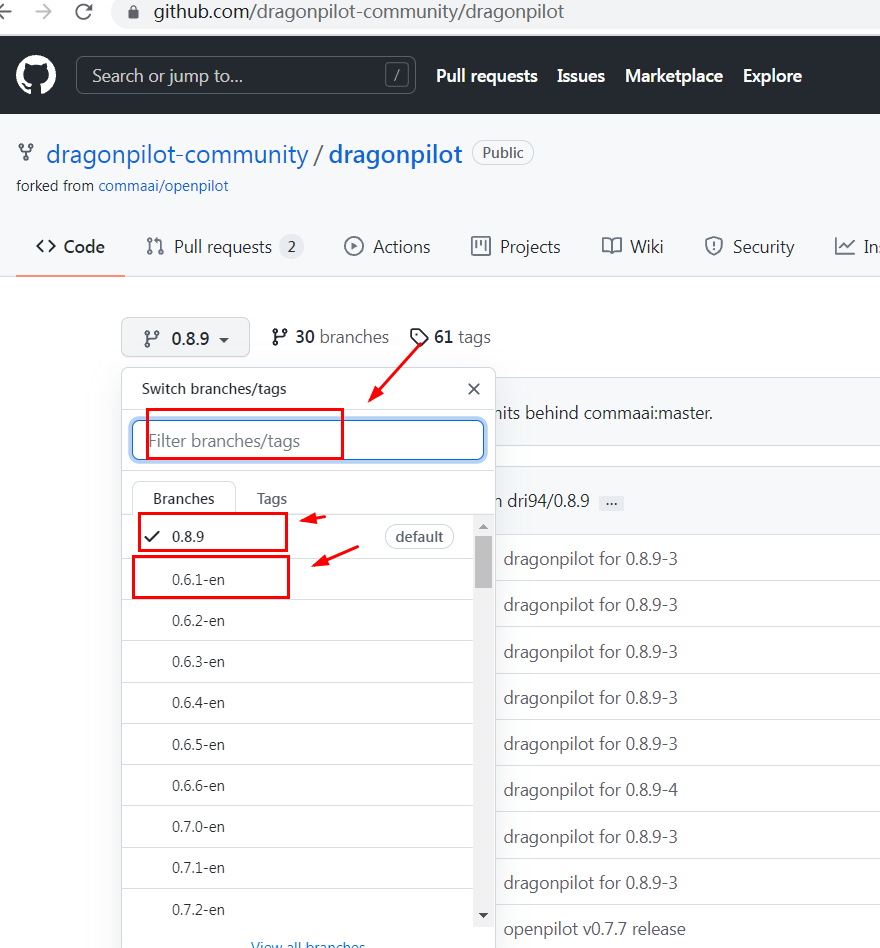 github.com/dragonpilot-community/dragonpilot
Search or jump to... / Pull requests Issues Marketplace Explore
dragonpilot-community / dragonpilot Public
forked from commaai/openpilot
Code Pull requests 2 Actions Projects Wiki Security
0.8.9 30 branches 61 tags
Switch branches/tags
behind commaai:master.
Filter branches/tags
Branches Tags
dri94/0.8.9 ...
0.8.9 default
dragonpilot for 0.8.9-3
0.6.1-en
dragonpilot for 0.8.9-3
0.6.2-en
dragonpilot for 0.8.9-3
0.6.3-en
dragonpilot for 0.8.9-3
0.6.4-en
dragonpilot for 0.8.9-3
0.6.5-en
dragonpilot for 0.8.9-4
0.6.6-en
dragonpilot for 0.8.9-3
0.7.0-en
dragonpilot for 0.8.9-3
0.7.1-en
0.7.2-en
openpilot v0.7.7 release
View all branches